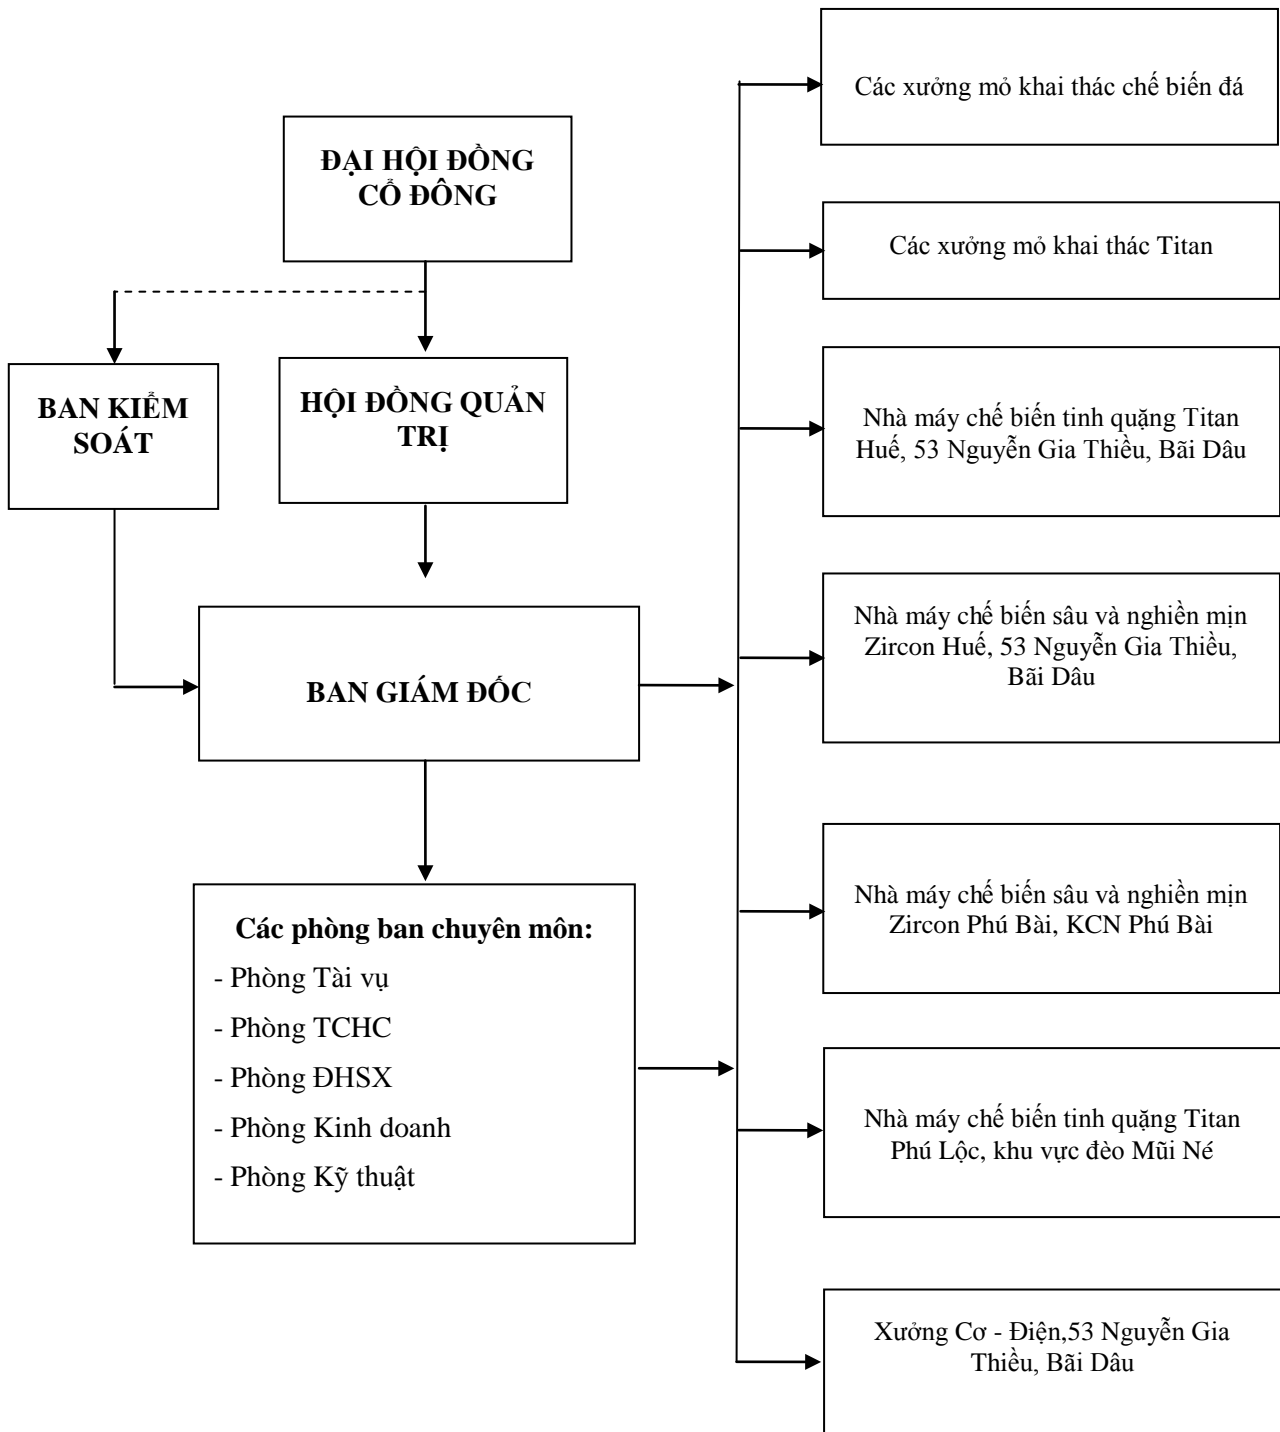 ĐẠI HỘI ĐỒNG
CỔ ĐÔNG
BAN KIỂM
SOÁT
HỘI ĐỒNG QUẢN
TRỊ
BAN GIÁM ĐỐC
Các phòng ban chuyên môn:
- Phòng Tài vụ
- Phòng TCHC
- Phòng ĐHSX
- Phòng Kinh doanh
- Phòng Kỹ thuật
Các xưởng mỏ khai thác chế biến đá
Các xưởng mỏ khai thác Titan
Nhà máy chế biến tinh quặng Titan
Huế, 53 Nguyễn Gia Thiều, Bãi Dâu
Nhà máy chế biến sâu và nghiền mịn
Zircon Huế, 53 Nguyễn Gia Thiều,
Bãi Dâu
Nhà máy chế biến sâu và nghiền mịn
Zircon Phú Bài, KCN Phú Bài
Nhà máy chế biến tinh quặng Titan
Phú Lộc, khu vực đèo Mũi Né
Xưởng Cơ - Điện,53 Nguyễn Gia
Thiều, Bãi Dâu